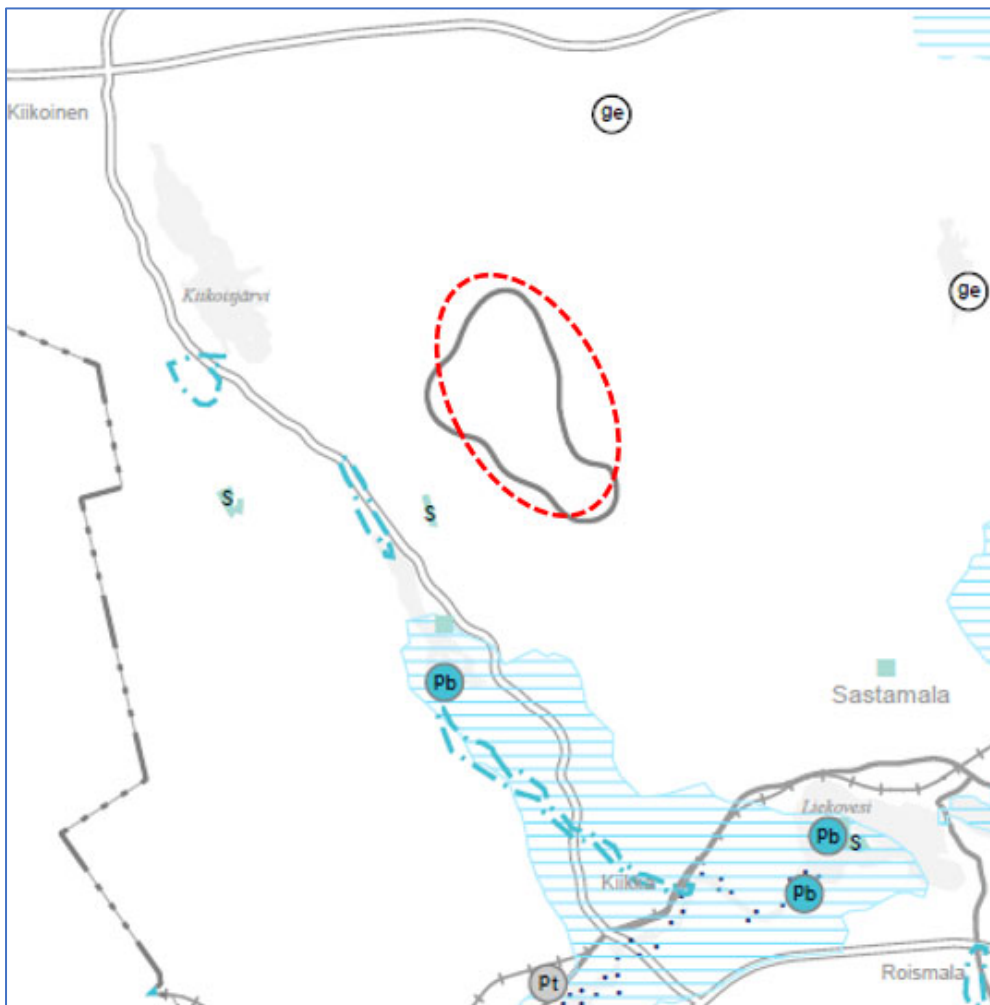 ge
Kiikoinen
Kiikoisjärvi
ge
S
S
Pb
Sastamala
Liekovesi
Pb
S
Kiikka
Pb
Roismala
Pt